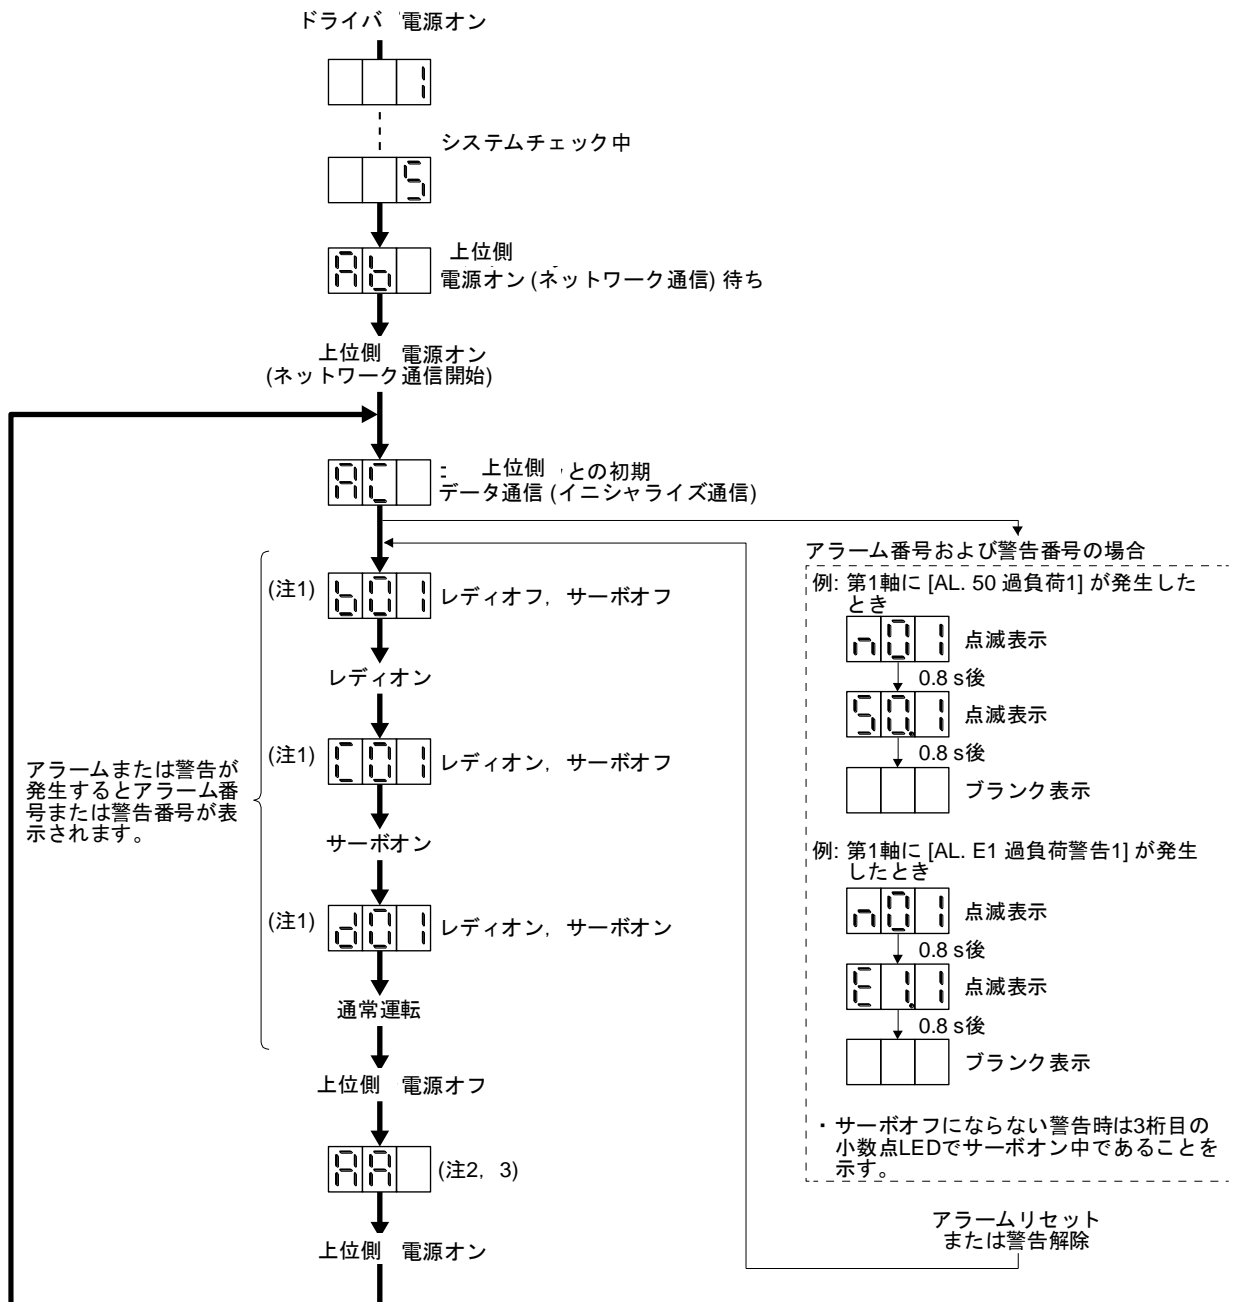 ドライバ 電源オン
1
システムチェック中
5
Ab
上位側
電源オン (ネットワーク通信) 待ち
上位側 電源オン
(ネットワーク通信開始)
AC
上位側 との初期
データ通信 (イニシャライズ通信)
(注1) b01 レディオフ，サーボオフ
レディオン
(注1) C01 レディオン，サーボオフ
サーボオン
(注1) d01 レディオン，サーボオン
通常運転
上位側 電源オフ
AA (注2，3)
上位側 電源オン
アラームまたは警告が
発生するとアラーム番
号または警告番号が表
示されます。
アラーム番号および警告番号の場合
例: 第1軸に [AL. 50 過負荷1] が発生した
とき
n01 点滅表示
0.8 s後
50.1 点滅表示
0.8 s後
ブランク表示
例: 第1軸に [AL. E1 過負荷警告1] が発生
したとき
n01 点滅表示
0.8 s後
E1.1 点滅表示
0.8 s後
ブランク表示
・サーボオフにならない警告時は3桁目の
小数点LEDでサーボオン中であることを
示す。
アラームリセット
または警告解除